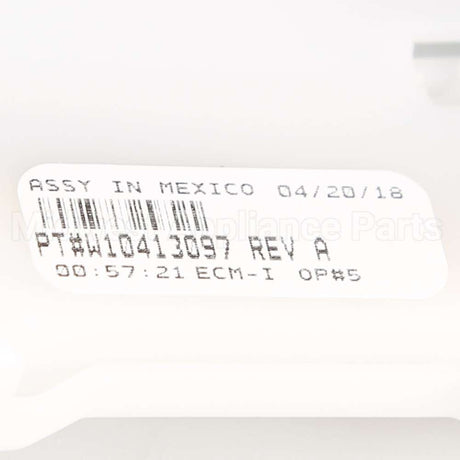 ASSY IN MEXICO 04/20/18
PT#W10413097 REV A
00:57:21 ECM-I OP#5